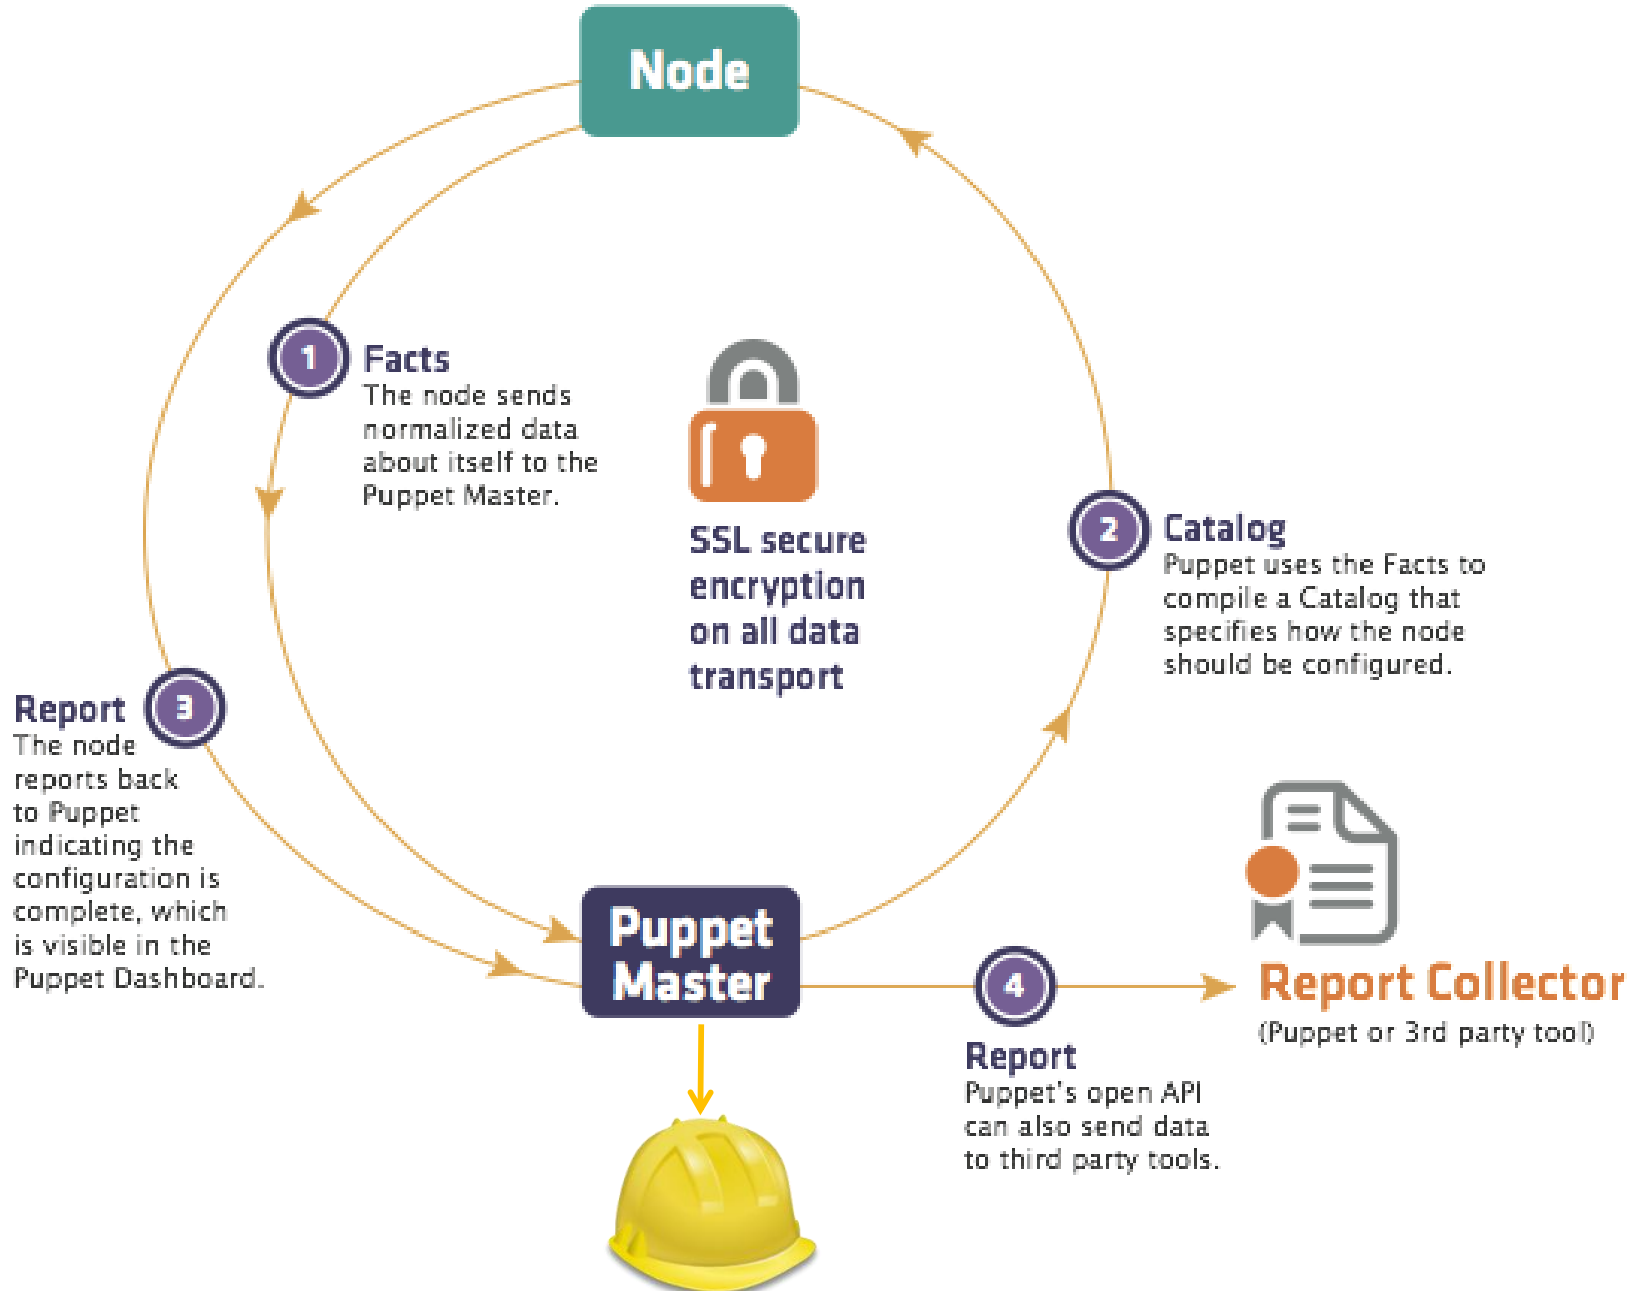 Node
1
Facts
The node sends
normalized data
about itself to the
Puppet Master.
SSL secure
encryption
on all data
transport
2
Catalog
Puppet uses the Facts to
compile a Catalog that
specifies how the node
should be configured.
3
Report
The node
reports back
to Puppet
indicating the
configuration is
complete, which
is visible in the
Puppet Dashboard.
Puppet
Master
4
Report
Puppet's open API
can also send data
to third party tools.
Report Collector
(Puppet or 3rd party tool)